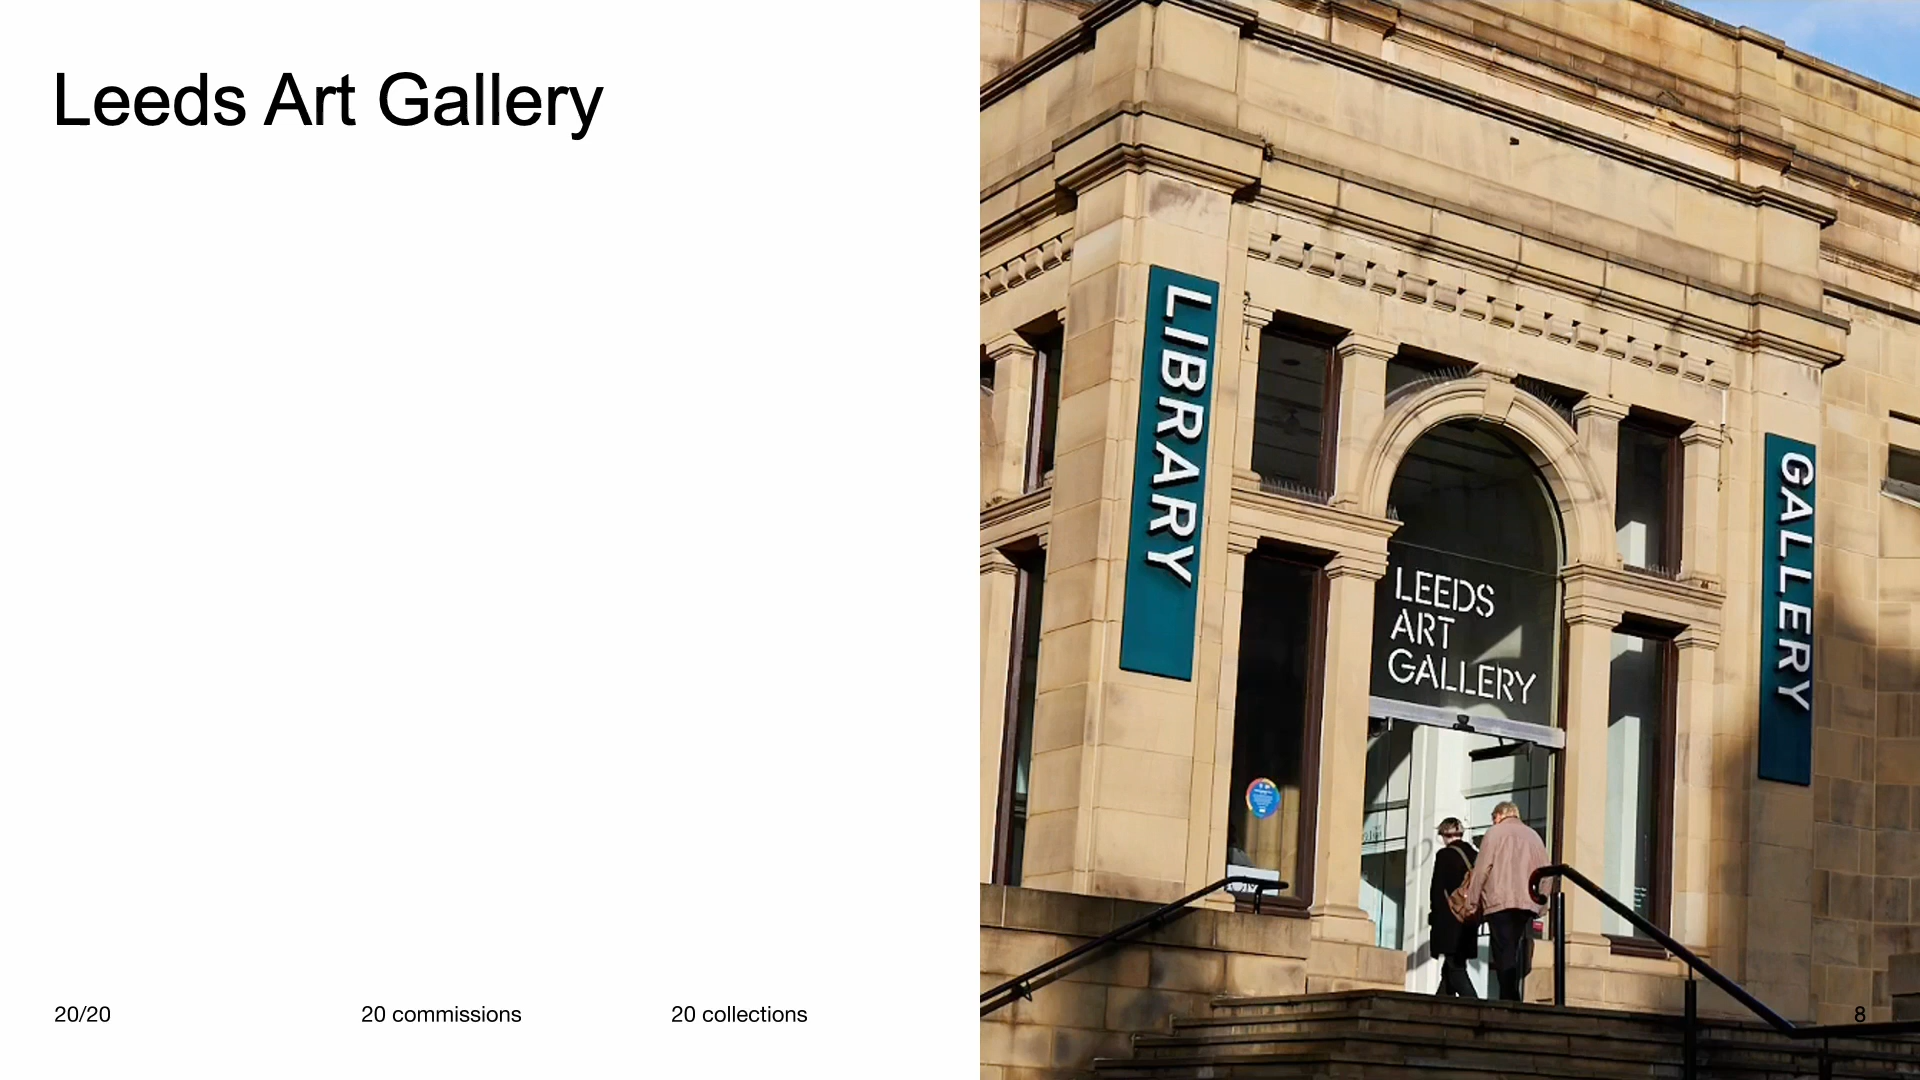 Leeds Art Gallery
LIBRARY
GALLERY
LEEDS
ART
GALLERY
20/20
20 commissions
20 collections
8